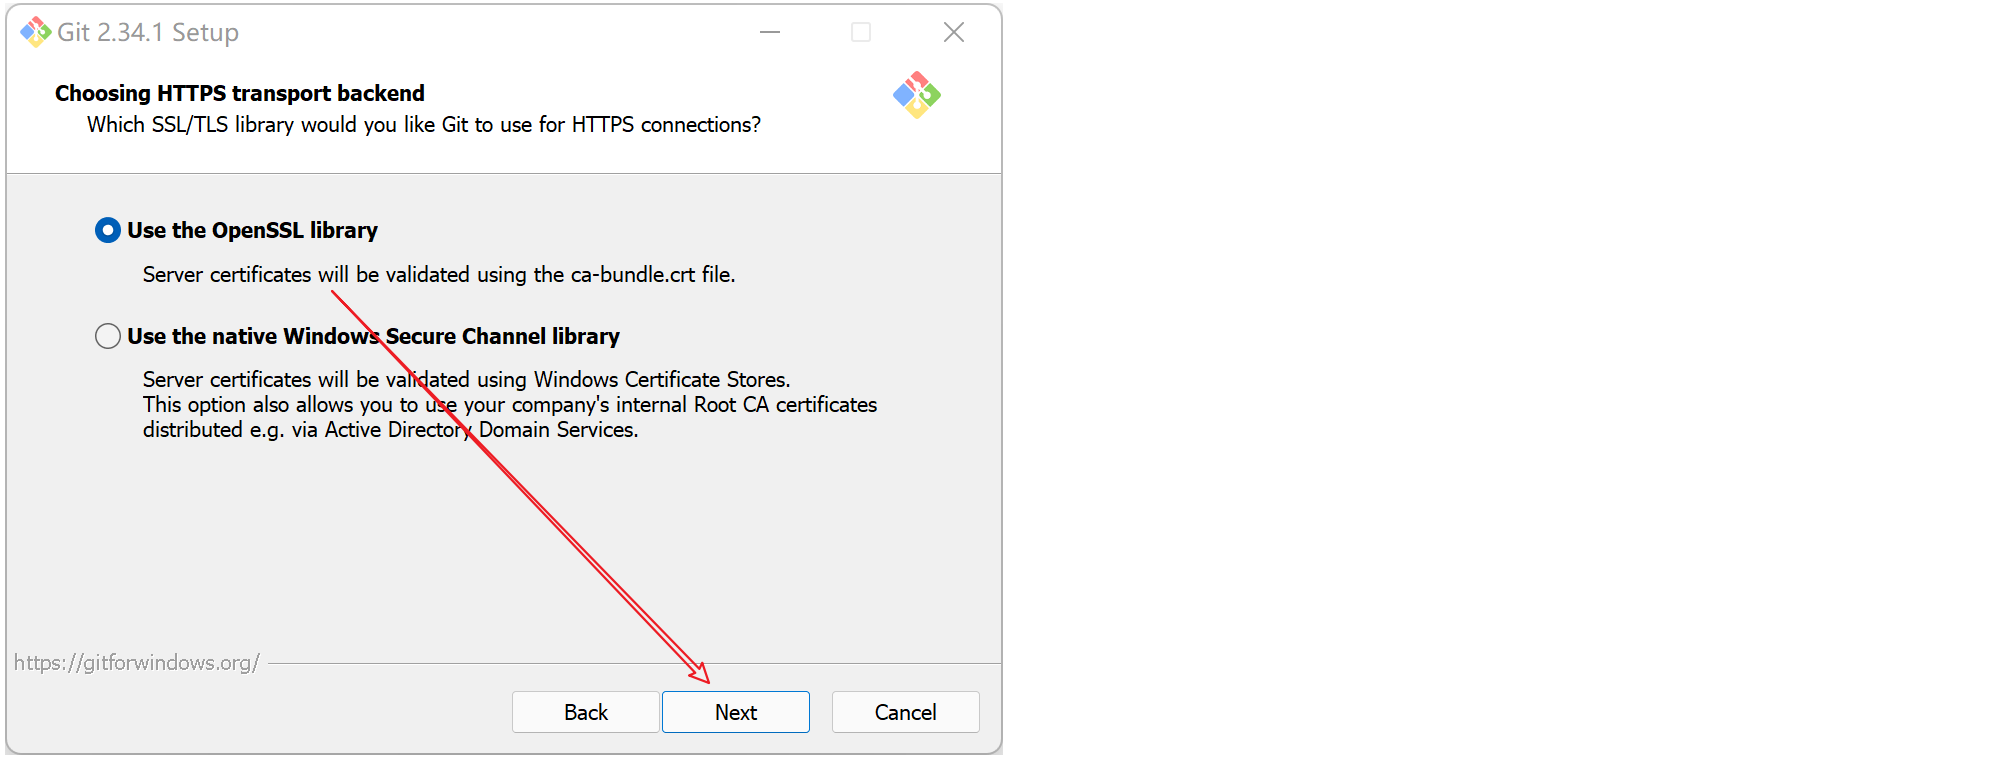 Git 2.34.1 Setup
Choosing HTTPS transport backend
Which SSL/TLS library would you like Git to use for HTTPS connections?
Use the OpenSSL library
Server certificates will be validated using the ca-bundle.crt file.
Use the native Windows Secure Channel library
Server certificates will be validated using Windows Certificate Stores.
This option also allows you to use your company's internal Root CA certificates
distributed e.g. via Active Directory Domain Services.
https://gitforwindows.org/
Back Next Cancel